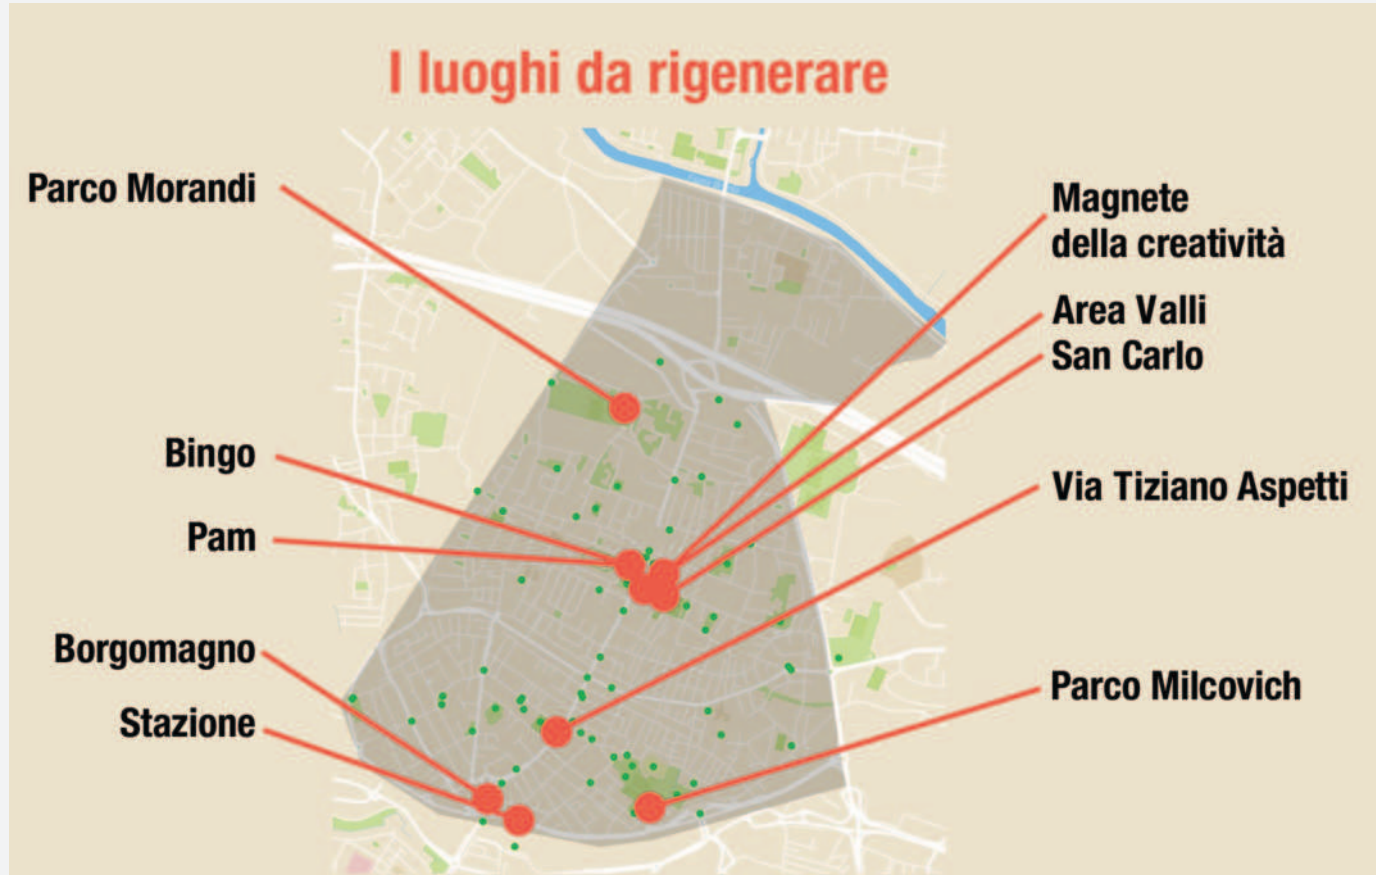 I luoghi da rigenerare
Parco Morandi
Magnete
della creatività
Area Valli
San Carlo
Bingo
Via Tiziano Aspetti
Pam
Borgomagno
Parco Milcovich
Stazione